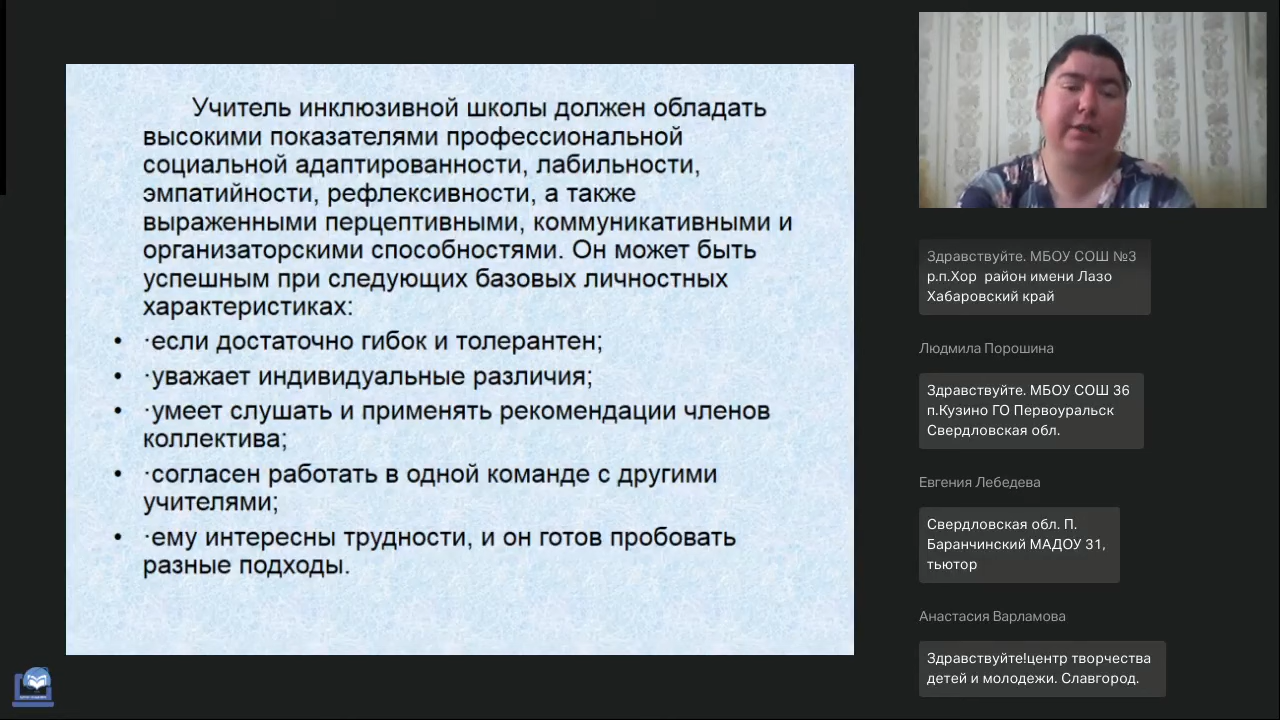 Учитель инклюзивной школы должен обладать
высокими показателями профессиональной
социальной адаптированности, лабильности,
эмпатийности, рефлексивности, а также
выраженными перцептивными, коммуникативными и
организаторскими способностями. Он может быть
успешным при следующих базовых личностных
характеристиках:
• ·если достаточно гибок и толерантен;
• ·уважает индивидуальные различия;
• ·умеет слушать и применять рекомендации членов
коллектива;
• ·согласен работать в одной команде с другими
учителями;
• ·ему интересны трудности, и он готов пробовать
разные подходы.
Здравствуйте. МБОУ СОШ №3
р.п.Хор район имени Лазо
Хабаровский край
Людмила Порошина
Здравствуйте. МБОУ СОШ 36
п.Кузино ГО Первоуральск
Свердловская обл.
Евгения Лебедева
Свердловская обл. П.
Баранчинский МАДОУ 31,
тьютор
Анастасия Варламова
Здравствуйте!центр творчества
детей и молодежи. Славгород.